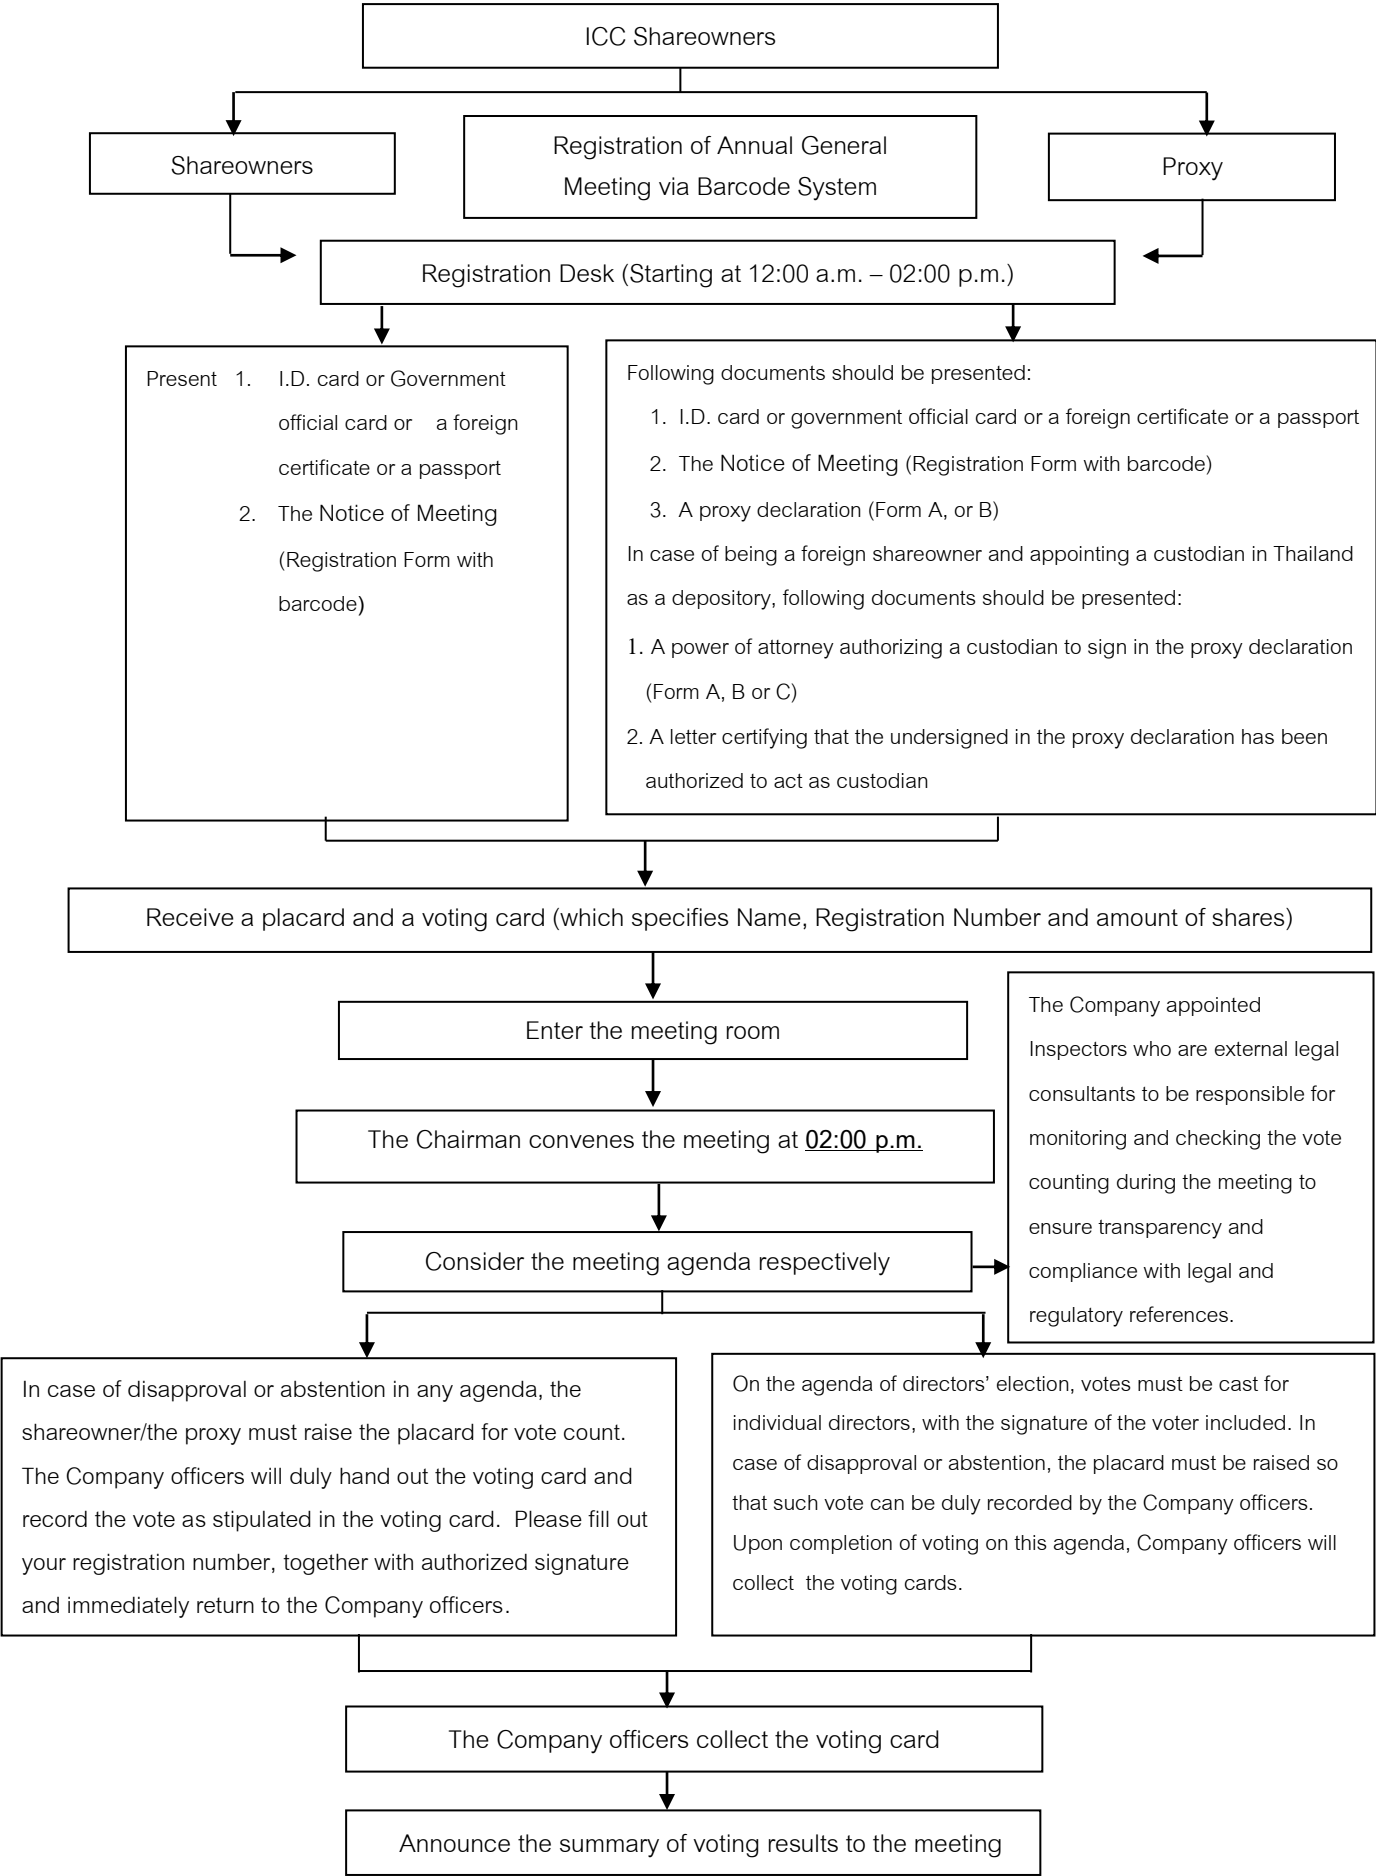 ICC Shareowners
Shareowners
Registration of Annual General
Meeting via Barcode System
Proxy
Registration Desk (Starting at 12:00 a.m. – 02:00 p.m.)
Present 1. I.D. card or Government
official card or a foreign
certificate or a passport
2. The Notice of Meeting
(Registration Form with
barcode)
Following documents should be presented:
1. I.D. card or government official card or a foreign certificate or a passport
2. The Notice of Meeting (Registration Form with barcode)
3. A proxy declaration (Form A, or B)
In case of being a foreign shareowner and appointing a custodian in Thailand
as a depository, following documents should be presented:
1. A power of attorney authorizing a custodian to sign in the proxy declaration
(Form A, B or C)
2. A letter certifying that the undersigned in the proxy declaration has been
authorized to act as custodian
Receive a placard and a voting card (which specifies Name, Registration Number and amount of shares)
Enter the meeting room
The Chairman convenes the meeting at 02:00 p.m.
Consider the meeting agenda respectively
The Company appointed
Inspectors who are external legal
consultants to be responsible for
monitoring and checking the vote
counting during the meeting to
ensure transparency and
compliance with legal and
regulatory references.
In case of disapproval or abstention in any agenda, the
shareowner/the proxy must raise the placard for vote count.
The Company officers will duly hand out the voting card and
record the vote as stipulated in the voting card. Please fill out
your registration number, together with authorized signature
and immediately return to the Company officers.
On the agenda of directors’ election, votes must be cast for
individual directors, with the signature of the voter included. In
case of disapproval or abstention, the placard must be raised so
that such vote can be duly recorded by the Company officers.
Upon completion of voting on this agenda, Company officers will
collect the voting cards.
The Company officers collect the voting card
Announce the summary of voting results to the meeting